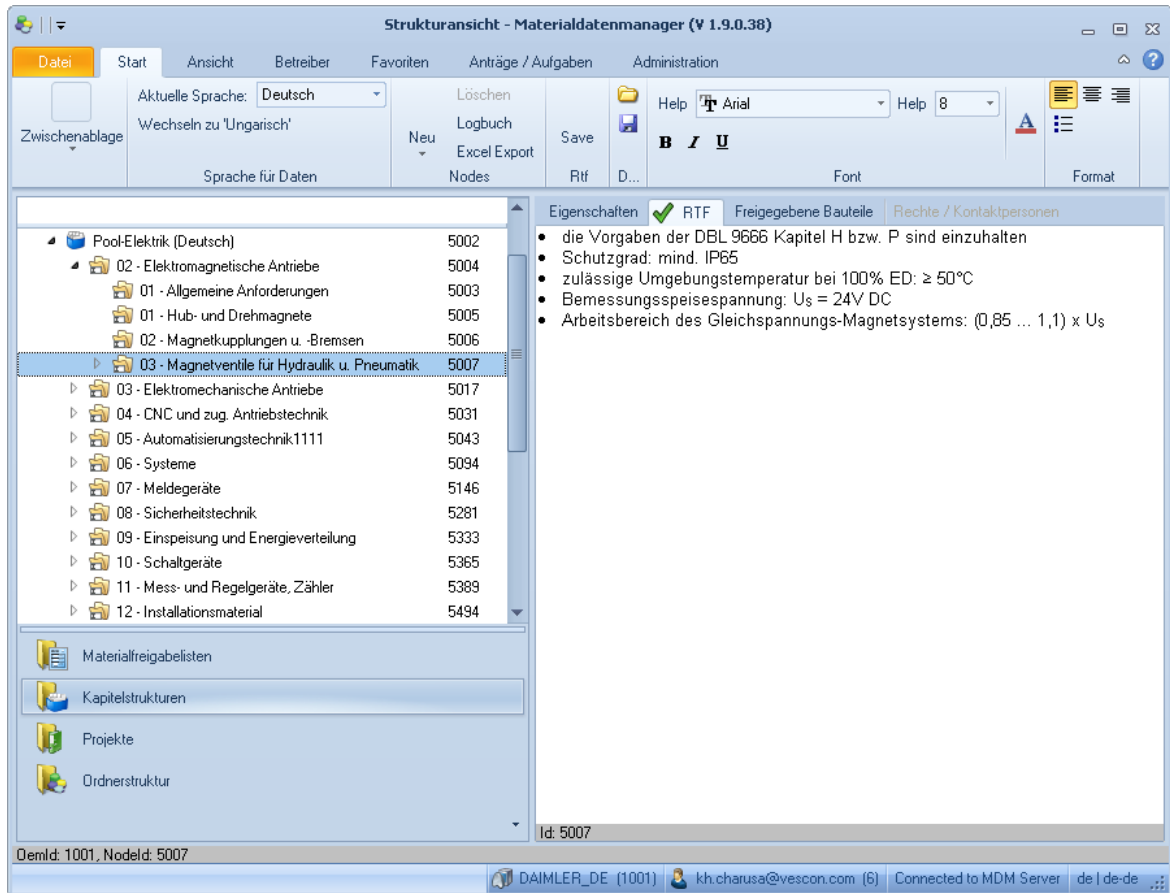 Strukturansicht - Materialdatenmanager (V 1.9.0.38)
Datei Start Ansicht Betreiber Favoriten Anträge / Aufgaben Administration
Zwischenablage
Aktuelle Sprache: Deutsch
Wechseln zu 'Ungarisch'
Sprache für Daten
Neu
Löschen
Logbuch
Excel Export
Nodes
Save
Rtf
D...
Help Arial Help 8
B I U A
Font
Format
Pool-Elektrik (Deutsch) 5002
02 - Elektromagnetische Antriebe 5004
01 - Allgemeine Anforderungen 5003
01 - Hub- und Drehmagnete 5005
02 - Magnetkupplungen u. -Bremsen 5006
03 - Magnetventile für Hydraulik u. Pneumatik 5007
03 - Elektromechanische Antriebe 5017
04 - CNC und zug. Antriebstechnik 5031
05 - Automatisierungstechnik1111 5043
06 - Systeme 5094
07 - Meldegeräte 5146
08 - Sicherheitstechnik 5281
09 - Einspeisung und Energieverteilung 5333
10 - Schaltgeräte 5365
11 - Mess- und Regelgeräte, Zähler 5389
12 - Installationsmaterial 5494
Materialfreigabelisten
Kapitelstrukturen
Projekte
Ordnerstruktur
Eigenschaften RTF Freigegebene Bauteile Rechte / Kontaktpersonen
• die Vorgaben der DBL 9666 Kapitel H bzw. P sind einzuhalten
• Schutzgrad: mind. IP65
• zulässige Umgebungstemperatur bei 100% ED: ≥ 50°C
• Bemessungsspeisespannung: Us = 24V DC
• Arbeitsbereich des Gleichspannungs-Magnetsystems: (0,85 ... 1,1) x Us
Id: 5007
OemId: 1001, NodeId: 5007
DAIMLER_DE (1001) kh.charusa@vescon.com (6) Connected to MDM Server de | de-de